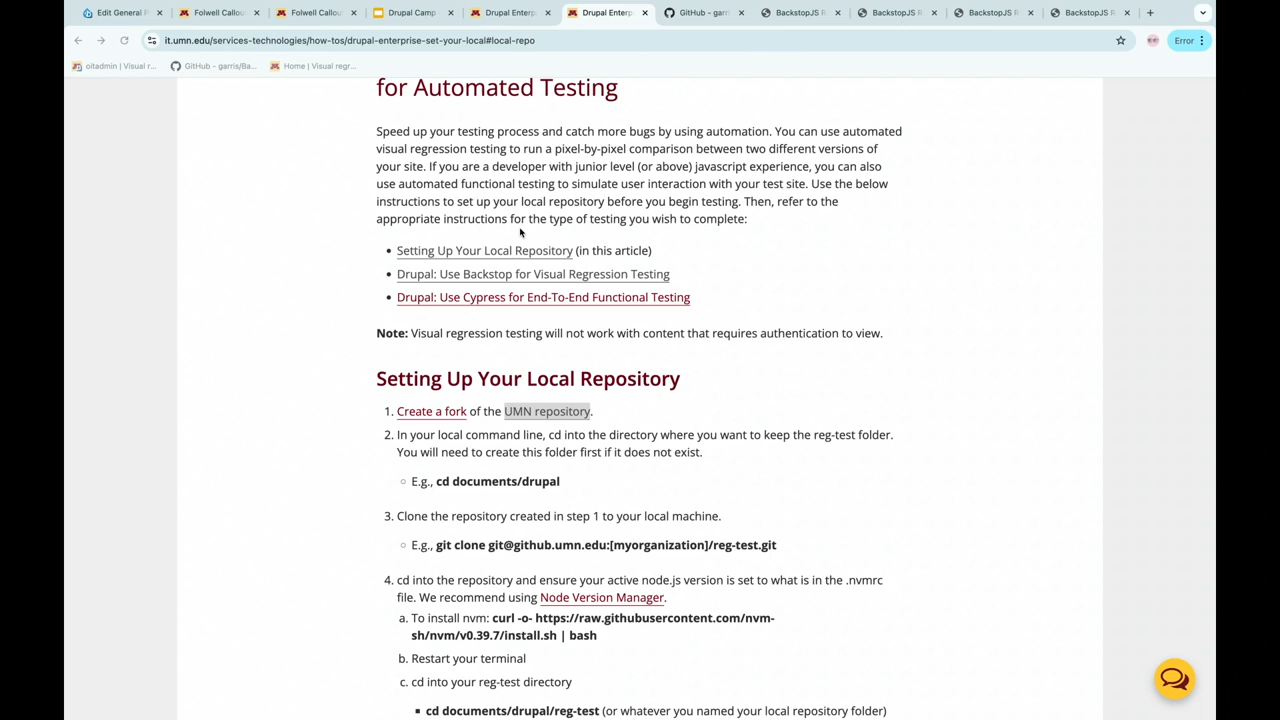 Edit General P
Folwell Callou
Folwell Callou
Drupal Camp
Drupal Enterp
Drupal Enterp
GitHub - garri
BackstopJS R
BackstopJS R
BackstopJS R
BackstopJS R
it.umn.edu/services-technologies/how-tos/drupal-enterprise-set-your-local#local-repo
Error
oitadmin | Visual r...
GitHub - garris/Ba...
Home | Visual regr...
for Automated Testing
Speed up your testing process and catch more bugs by using automation. You can use automated
visual regression testing to run a pixel-by-pixel comparison between two different versions of
your site. If you are a developer with junior level (or above) javascript experience, you can also
use automated functional testing to simulate user interaction with your test site. Use the below
instructions to set up your local repository before you begin testing. Then, refer to the
appropriate instructions for the type of testing you wish to complete:
• Setting Up Your Local Repository (in this article)
• Drupal: Use Backstop for Visual Regression Testing
• Drupal: Use Cypress for End-To-End Functional Testing
Note: Visual regression testing will not work with content that requires authentication to view.
Setting Up Your Local Repository
1. Create a fork of the UMN repository.
2. In your local command line, cd into the directory where you want to keep the reg-test folder.
You will need to create this folder first if it does not exist.
○ E.g., cd documents/drupal
3. Clone the repository created in step 1 to your local machine.
○ E.g., git clone git@github.umn.edu:[myorganization]/reg-test.git
4. cd into the repository and ensure your active node.js version is set to what is in the .nvmrc
file. We recommend using Node Version Manager.
a. To install nvm: curl -o- https://raw.githubusercontent.com/nvm-
sh/nvm/v0.39.7/install.sh | bash
b. Restart your terminal
c. cd into your reg-test directory
▪ cd documents/drupal/reg-test (or whatever you named your local repository folder)